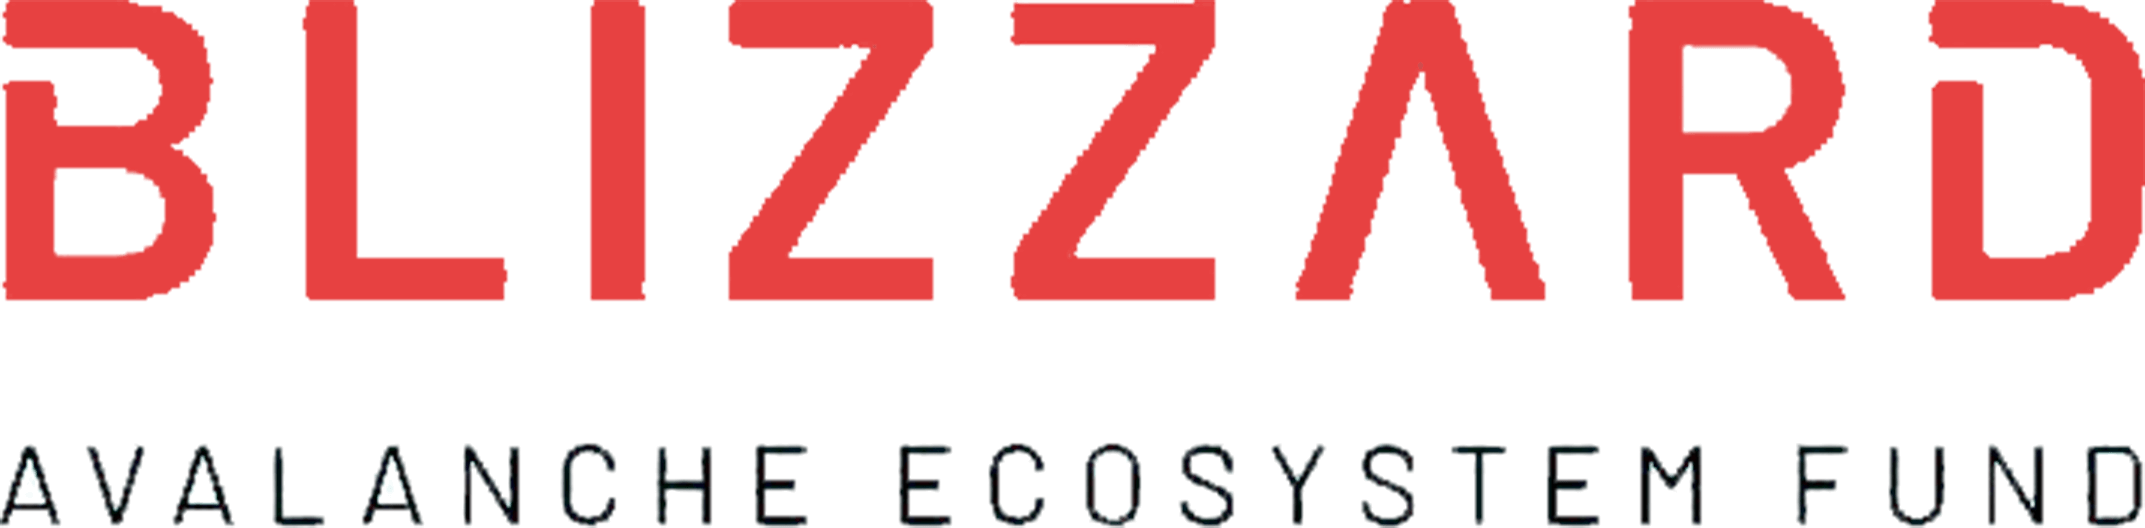 BLIZZARD
AVALANCHE ECOSYSTEM FUND